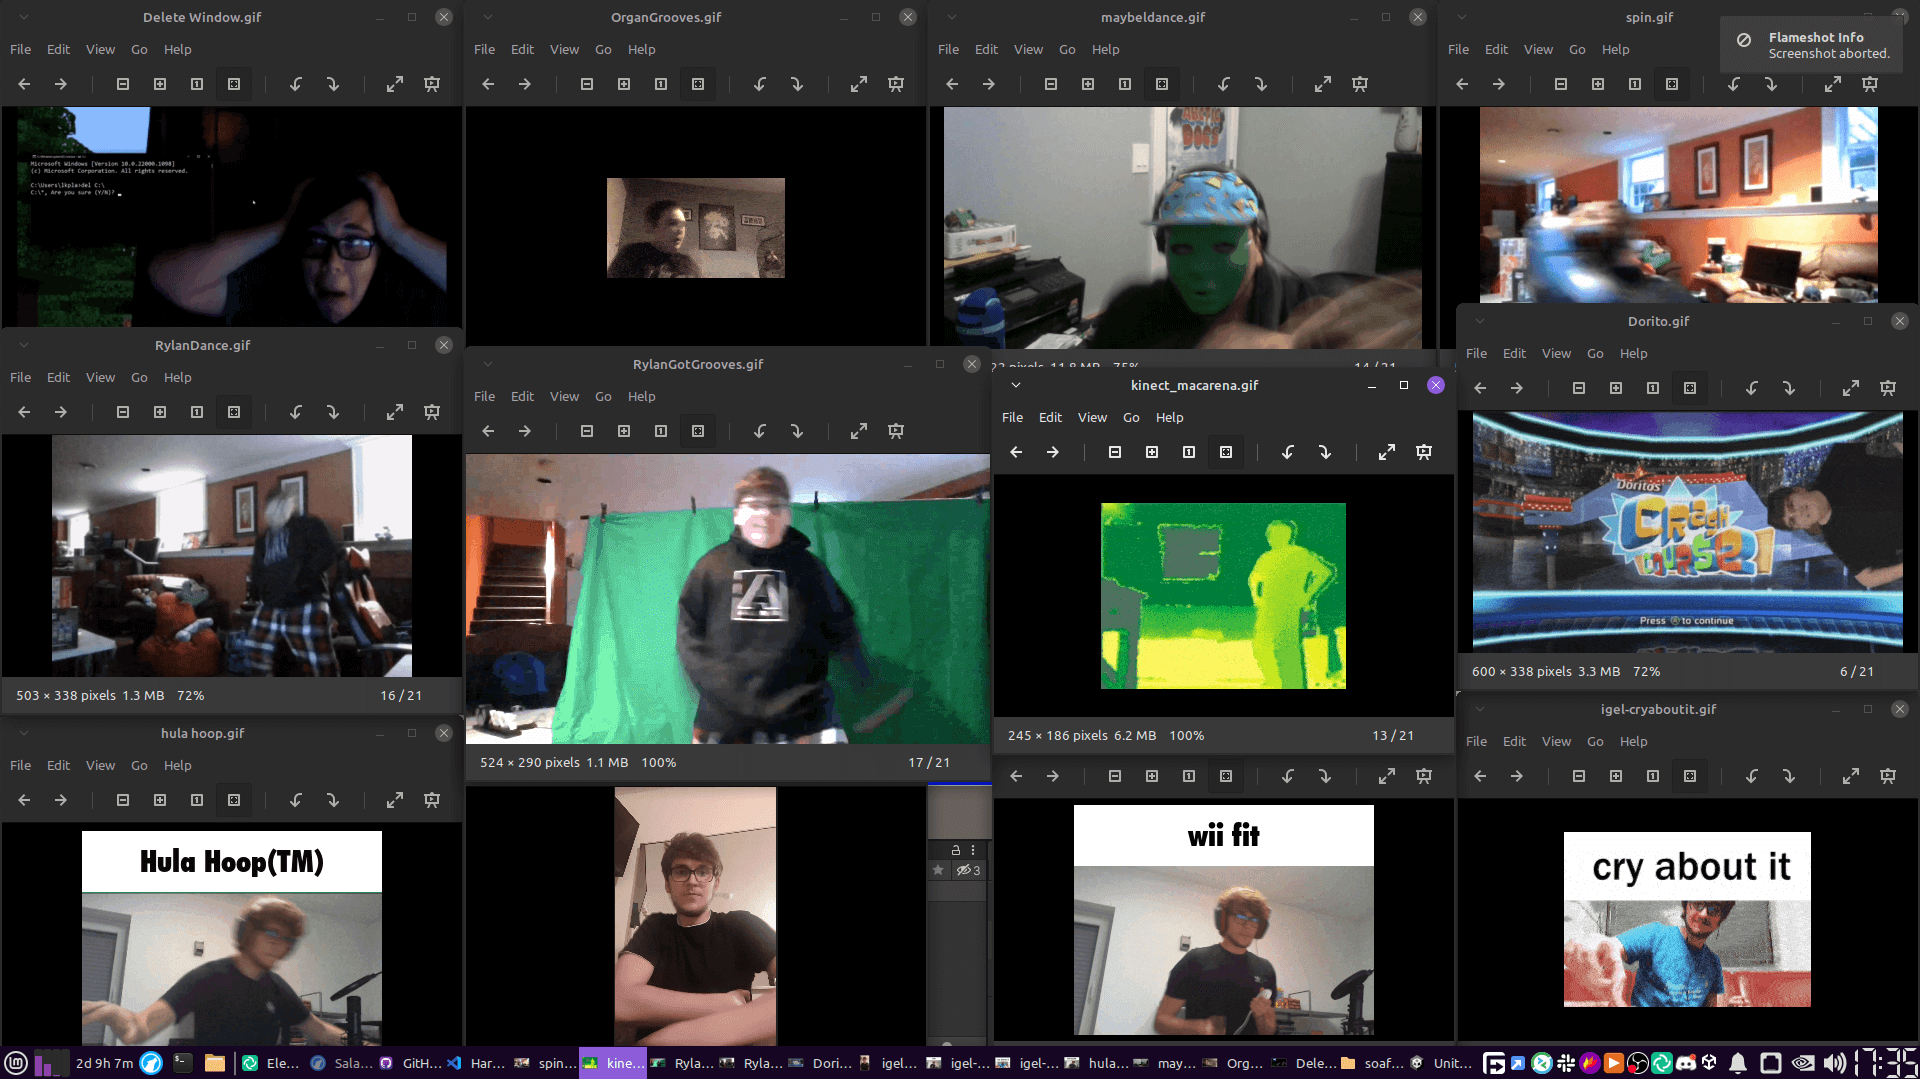 Delete Window.gif
File Edit View Go Help
Microsoft Windows [Version 10.0.22000.1098]
(c) Microsoft Corporation. All rights reserved.
C:\Users\lkpla>del C:\
C:\*, Are you sure (Y/N)?
OrganGrooves.gif
File Edit View Go Help
maybeldance.gif
File Edit View Go Help
ARCTIC
DOGS
14 / 21
spin.gif
File Edit View Go Help
Flameshot Info
Screenshot aborted.
RylanDance.gif
File Edit View Go Help
503 × 338 pixels 1.3 MB 72% 16 / 21
RylanGotGrooves.gif
File Edit View Go Help
A
524 × 290 pixels 1.1 MB 100% 17 / 21
kinect_macarena.gif
File Edit View Go Help
245 × 186 pixels 6.2 MB 100% 13 / 21
Dorito.gif
File Edit View Go Help
Doritos
CRASH
COURSE 2
Press A to continue
600 × 338 pixels 3.3 MB 72% 6 / 21
hula hoop.gif
File Edit View Go Help
Hula Hoop(TM)
3
wii fit
igel-cryaboutit.gif
File Edit View Go Help
cry about it
2d 9h 7m Ele... Sala... GitH... Har... spin... kine... Ryla... Ryla... Dori... igel... igel-... igel-... hula... may... Org... Dele... soaf... Unit... 17:35